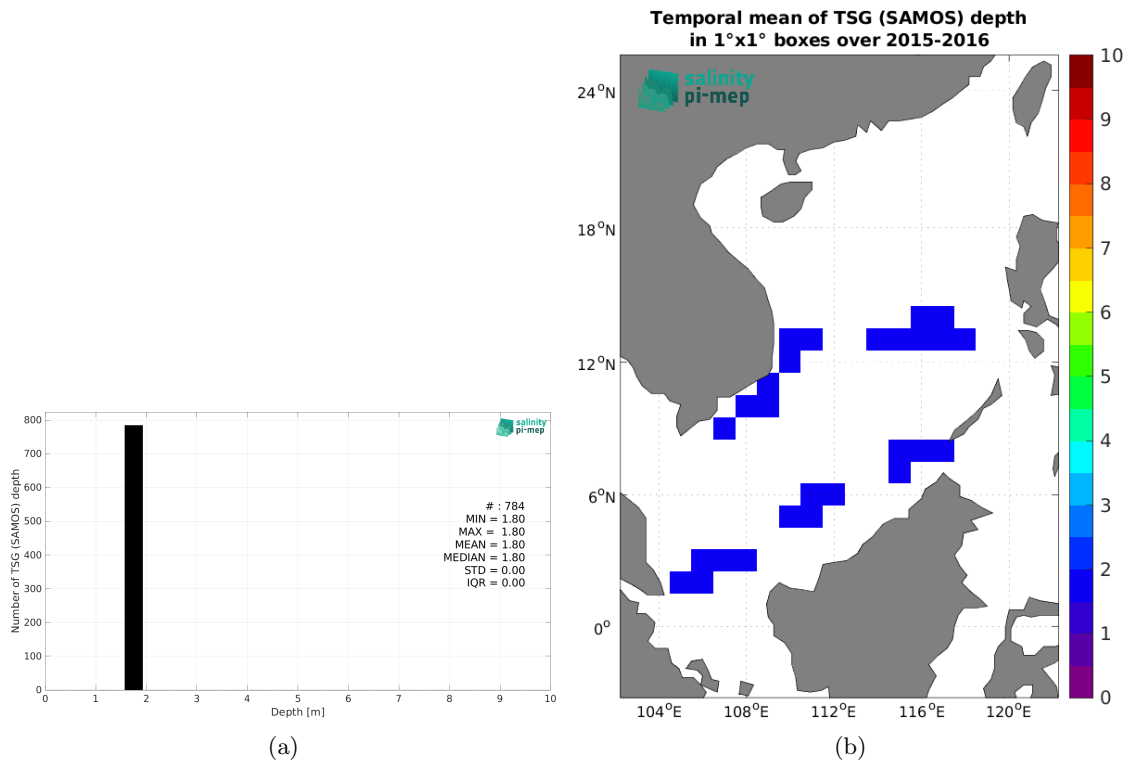 800
700
600
500
400
300
200
100
0
Number of TSG (SAMOS) depth
salinity
pi-mep
# : 784
MIN = 1.80
MAX = 1.80
MEAN = 1.80
MEDIAN = 1.80
STD = 0.00
IQR = 0.00
0 1 2 3 4 5 6 7 8 9 10
Depth [m]
(a)
Temporal mean of TSG (SAMOS) depth
in 1°x1° boxes over 2015-2016
salinity
pi-mep
24°N
18°N
12°N
6°N
0°
104°E 108°E 112°E 116°E 120°E
10
9
8
7
6
5
4
3
2
1
0
(b)